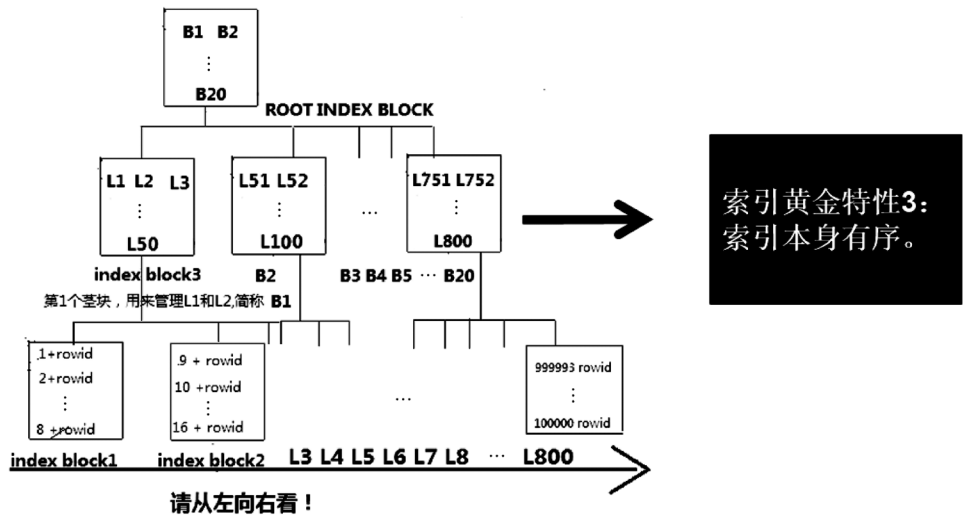 B1 B2
⋮
B20
ROOT INDEX BLOCK
L1 L2 L3
⋮
L50
L51 L52
⋮
L100
…
L751 L752
⋮
L800
index block3
B2
B3 B4 B5 … B20
第1个茎块，用来管理L1和L2,简称 B1
1+rowid
2+rowid
⋮
8 +rowid
9 + rowid
10 +rowid
⋮
16 + rowid
…
999993 rowid
⋮
100000 rowid
index block1
index block2
L3 L4 L5 L6 L7 L8 … L800
请从左向右看！
索引黄金特性3：
索引本身有序。